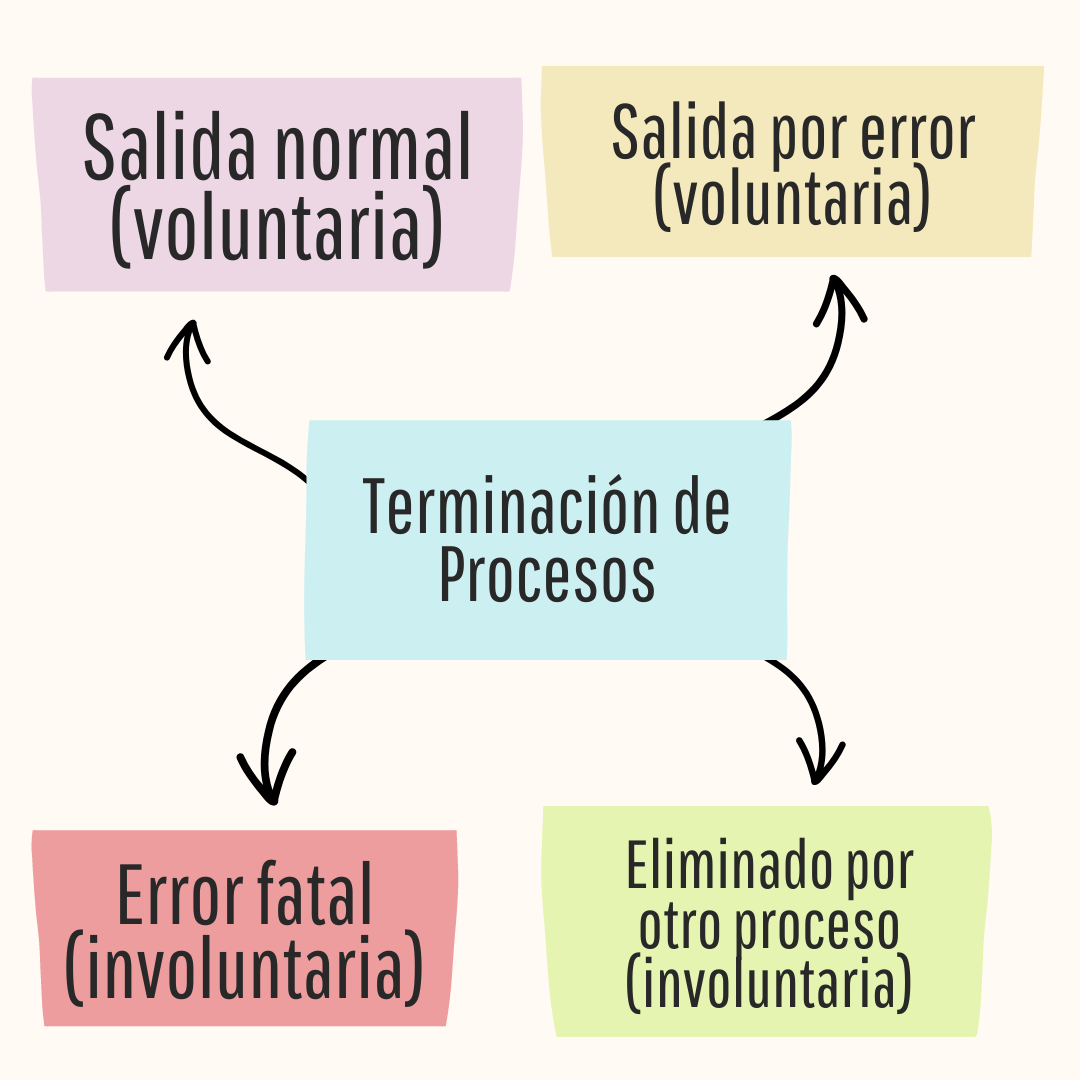 Salida normal
(voluntaria)
Salida por error
(voluntaria)
Terminación de
Procesos
Error fatal
(involuntaria)
Eliminado por
otro proceso
(involuntaria)